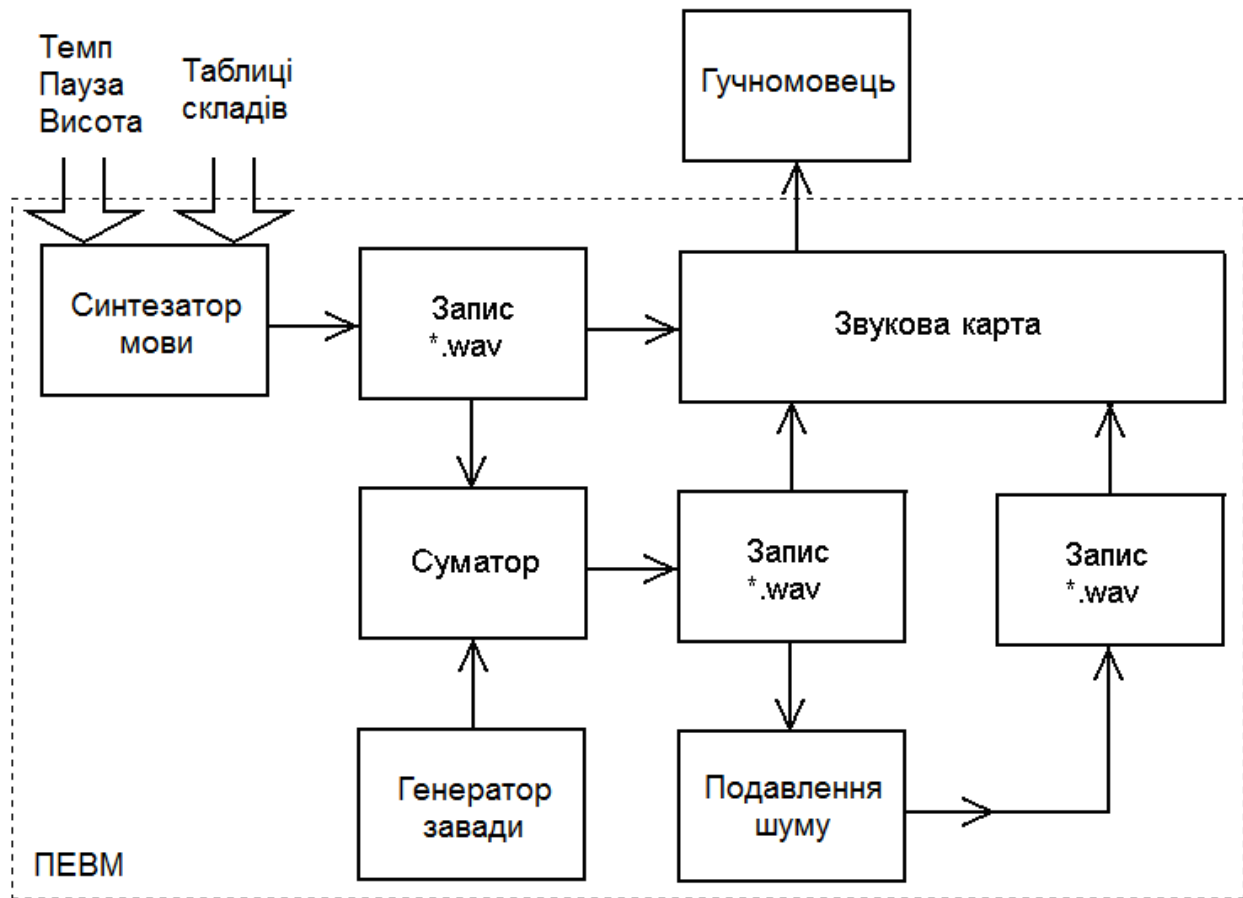 Темп
Пауза
Висота
Таблиці
складів
Гучномовець
Синтезатор
мови
Запис
*.wav
Звукова карта
Суматор
Запис
*.wav
Запис
*.wav
Генератор
завади
Подавлення
шуму
ПЕВМ